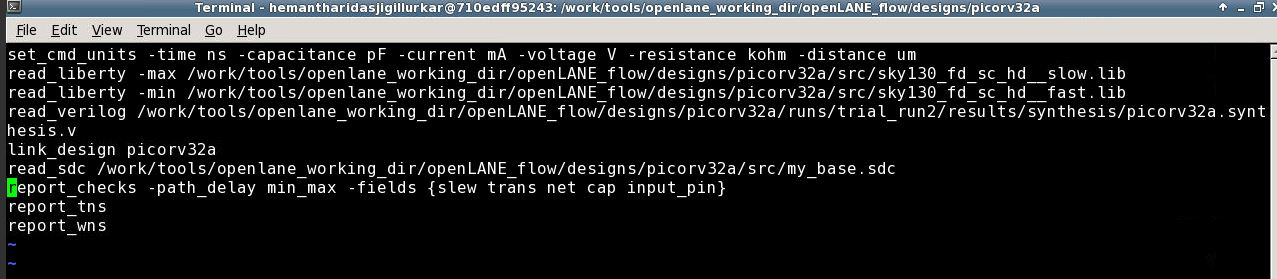 Terminal - hemantharidasjigillurkar@710edff95243: /work/tools/openlane_working_dir/openLANE_flow/designs/picorv32a
File Edit View Terminal Go Help
set_cmd_units -time ns -capacitance pF -current mA -voltage V -resistance kohm -distance um
read_liberty -max /work/tools/openlane_working_dir/openLANE_flow/designs/picorv32a/src/sky130_fd_sc_hd__slow.lib
read_liberty -min /work/tools/openlane_working_dir/openLANE_flow/designs/picorv32a/src/sky130_fd_sc_hd__fast.lib
read_verilog /work/tools/openlane_working_dir/openLANE_flow/designs/picorv32a/runs/trial_run2/results/synthesis/picorv32a.synt
hesis.v
link_design picorv32a
read_sdc /work/tools/openlane_working_dir/openLANE_flow/designs/picorv32a/src/my_base.sdc
report_checks -path_delay min_max -fields {slew trans net cap input_pin}
report_tns
report_wns
~
~